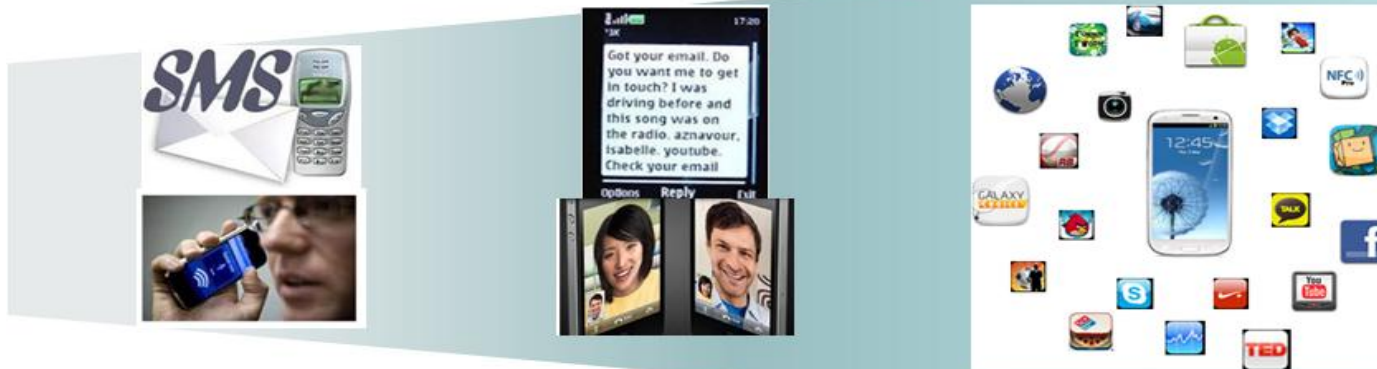 SMS
17:20
Got your email. Do
you want me to get
in touch? I was
driving before and
this song was on
the radio. aznavour,
isabelle. youtube.
Check your email
Options Reply Exit
NFC
Pro
12:45
RB
GALAXY
TALK
f
S
You
Tube
TED